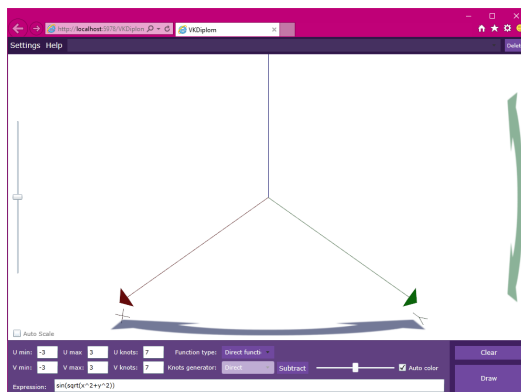 http://localhost:5978/VKDiplom
VKDiplom
Settings Help
Delet
Auto Scale
U min: -3 U max 3 U knots: 7 Function type: Direct functi
Clear
V min: -3 V max: 3 V knots: 7 Knots generator: Direct Subtract Auto color
Draw
Expression: sin(sqrt(x^2+y^2))